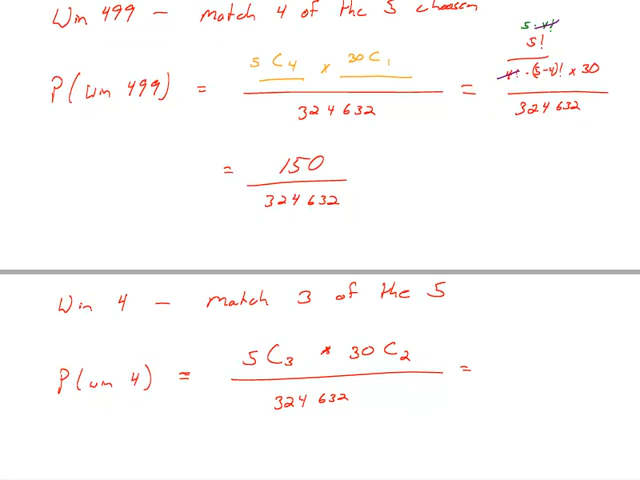 Win 499 – match 4 of the 5 choosen
5 · 4!
5!
P(win 499) = 5C4 x 30C1 = 4! · (5-4)! x 30
324 632 324 632
= 150
324 632
Win 4 – match 3 of the 5
P(win 4) = 5C3 * 30C2 =
324 632